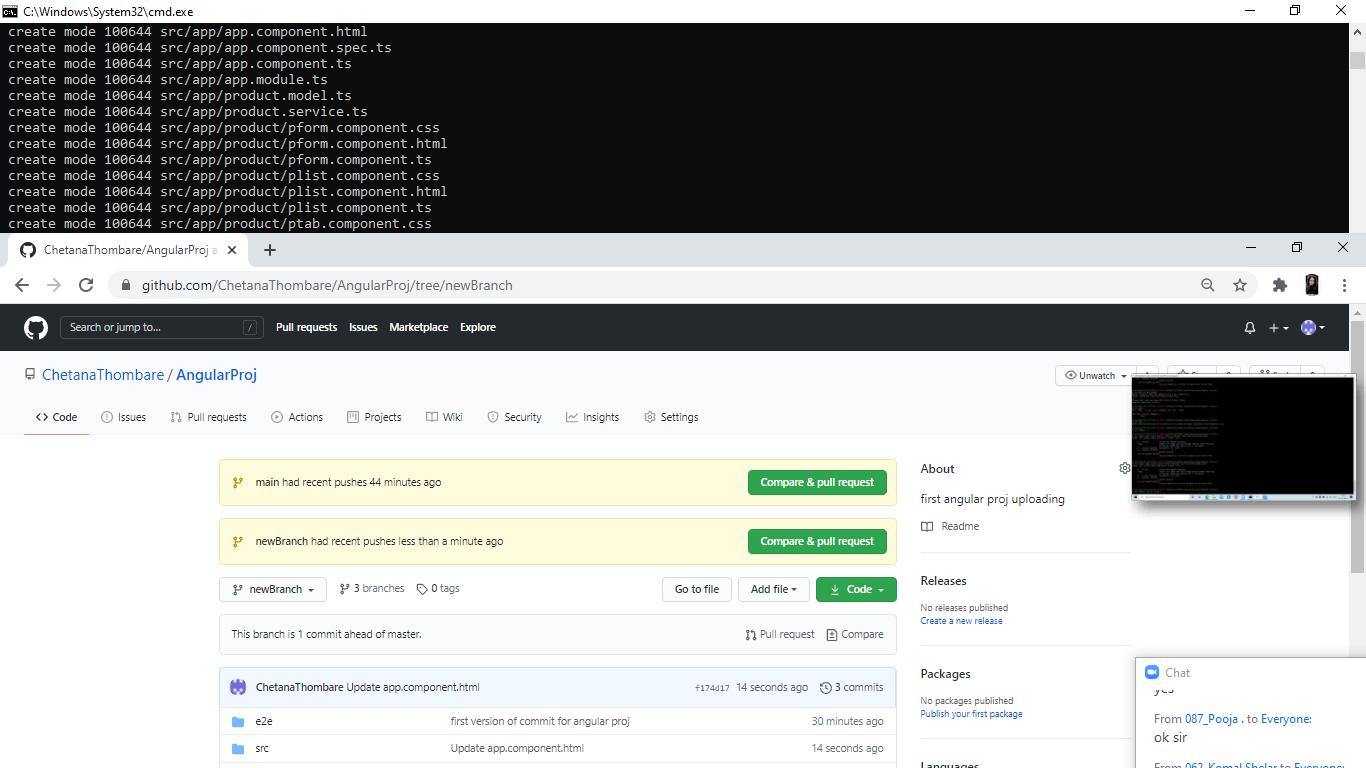 C:\Windows\System32\cmd.exe
create mode 100644 src/app/app.component.html
create mode 100644 src/app/app.component.spec.ts
create mode 100644 src/app/app.component.ts
create mode 100644 src/app/app.module.ts
create mode 100644 src/app/product.model.ts
create mode 100644 src/app/product.service.ts
create mode 100644 src/app/product/pform.component.css
create mode 100644 src/app/product/pform.component.html
create mode 100644 src/app/product/pform.component.ts
create mode 100644 src/app/product/plist.component.css
create mode 100644 src/app/product/plist.component.html
create mode 100644 src/app/product/plist.component.ts
create mode 100644 src/app/product/ptab.component.css
ChetanaThombare/AngularProj a
github.com/ChetanaThombare/AngularProj/tree/newBranch
Search or jump to... / Pull requests Issues Marketplace Explore
ChetanaThombare / AngularProj Unwatch
Code Issues Pull requests Actions Projects Wiki Security Insights Settings
main had recent pushes 44 minutes ago Compare & pull request
newBranch had recent pushes less than a minute ago Compare & pull request
newBranch 3 branches 0 tags Go to file Add file Code
This branch is 1 commit ahead of master. Pull request Compare
ChetanaThombare Update app.component.html f174d17 14 seconds ago 3 commits
e2e first version of commit for angular proj 30 minutes ago
src Update app.component.html 14 seconds ago
About
first angular proj uploading
Readme
Releases
No releases published
Create a new release
Packages
No packages published
Publish your first package
Languages
Chat
yes
From 087_Pooja . to Everyone:
ok sir
From 062_Komal Shelar to Everyone: